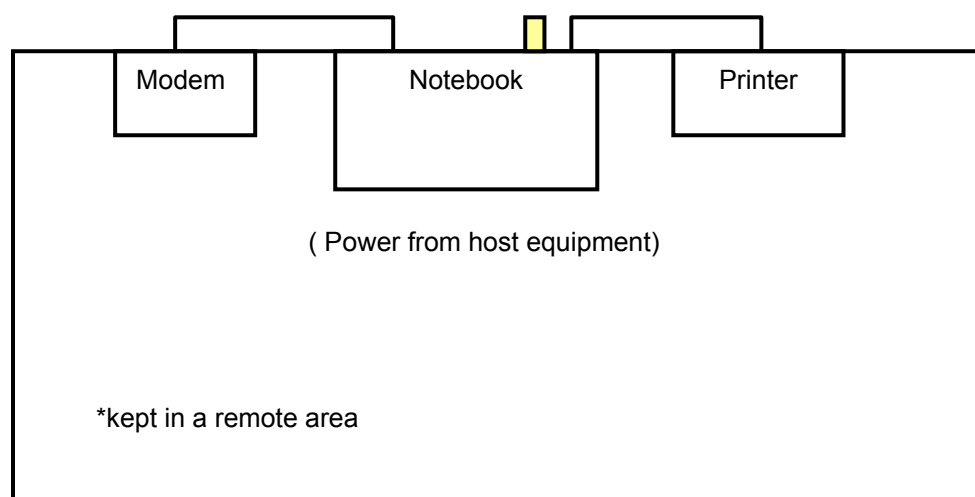 Modem
Notebook
Printer
( Power from host equipment)
*kept in a remote area